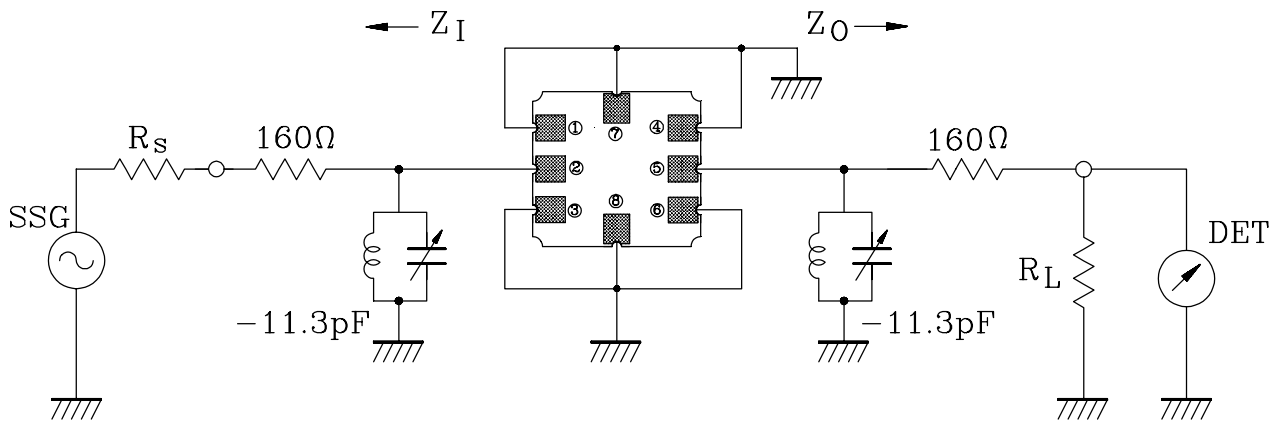 Z_I
Z_O
R_s
160Ω
① ④
⑦
160Ω
② ⑤
⑧
③ ⑥
SSG
DET
R_L
−11.3pF
−11.3pF